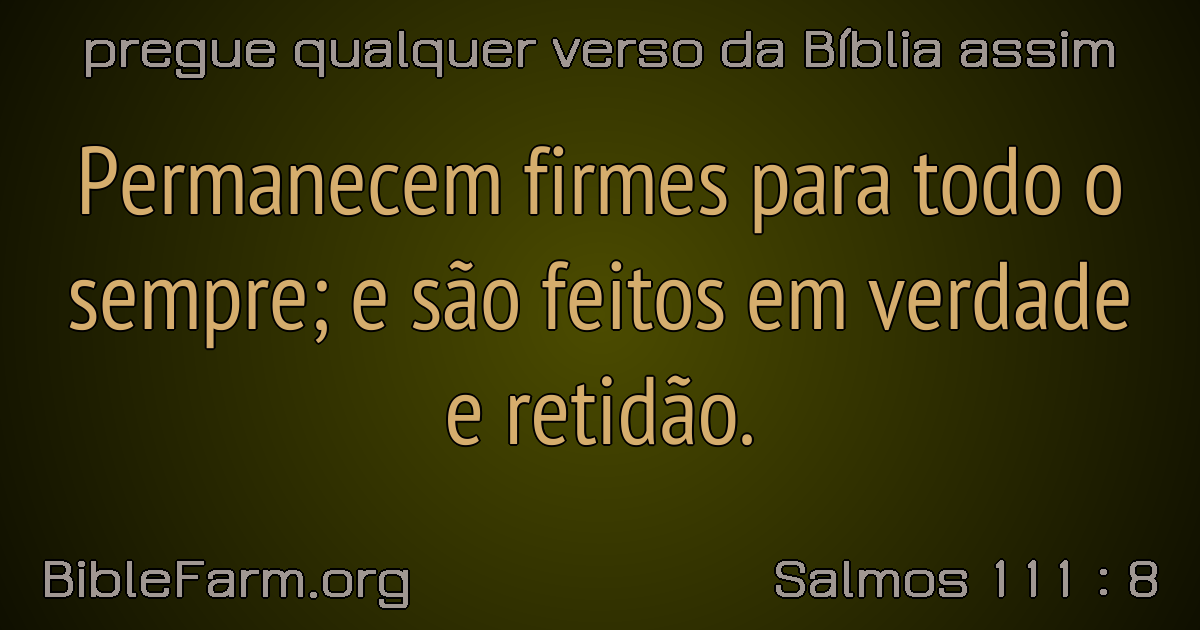 pregue qualquer verso da Bíblia assim
Permanecem firmes para todo o
sempre; e são feitos em verdade
e retidão.
BibleFarm.org
Salmos 111 : 8